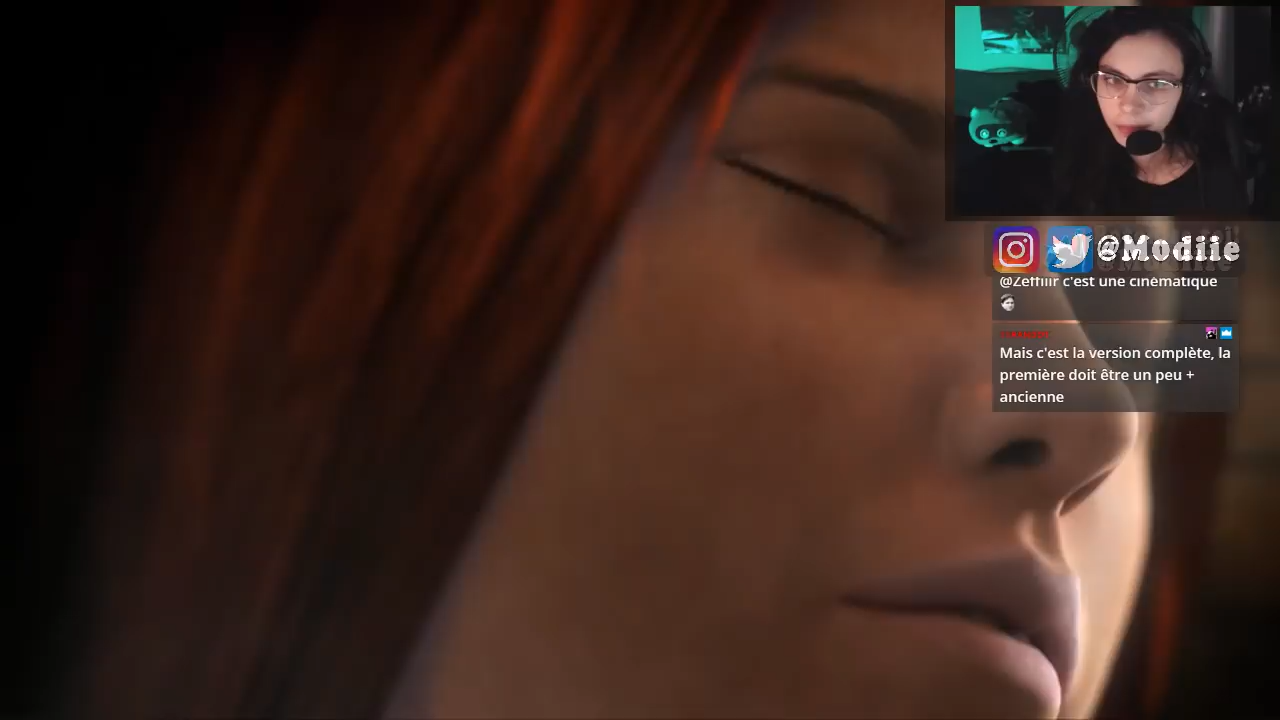 @Modiie
@Zeffiir c'est une cinématique
Mais c'est la version complète, la
première doit être un peu +
ancienne